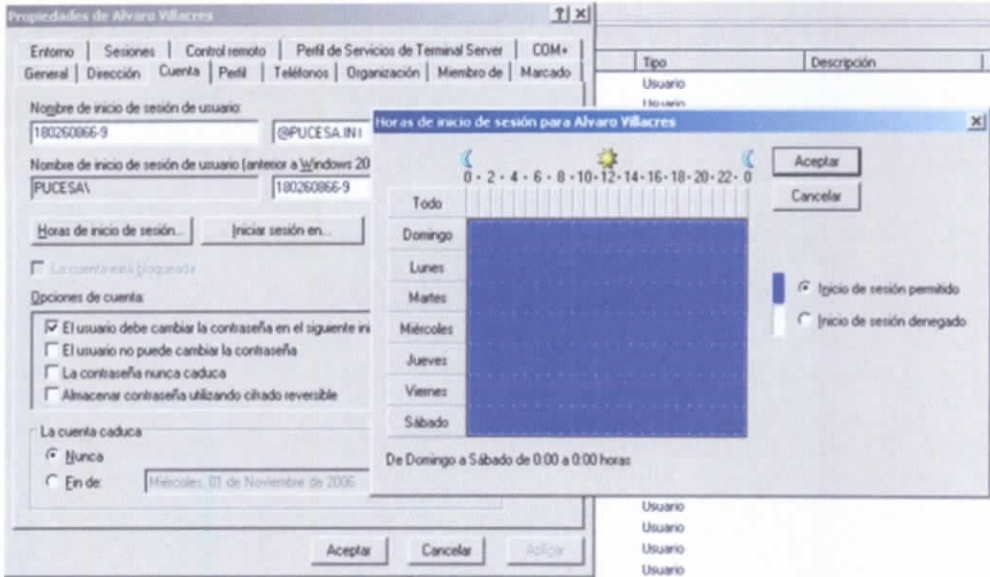 Propiedades de Alvaro Villacres
Entorno Sesiones Control remoto Perfil de Servicios de Terminal Server COM+
General Dirección Cuenta Perfil Teléfonos Organización Miembro de Marcado
Nombre de inicio de sesión de usuario:
180260866-9 @PUCESA.INT
Nombre de inicio de sesión de usuario (anterior a Windows 20
PUCESA\ 180260866-9
Horas de inicio de sesión... Iniciar sesión en...
La cuenta está bloqueada
Opciones de cuenta:
El usuario debe cambiar la contraseña en el siguiente ini
El usuario no puede cambiar la contraseña
La contraseña nunca caduca
Almacenar contraseña utilizando cifrado reversible
La cuenta caduca
Nunca
Fin de: Miércoles, 01 de Noviembre de 2006
Aceptar Cancelar Aplicar
Tipo Descripción
Usuario
Usuario
Horas de inicio de sesión para Alvaro Villacres
0 · 2 · 4 · 6 · 8 · 10 · 12 · 14 · 16 · 18 · 20 · 22 · 0
Todo
Domingo
Lunes
Martes
Miércoles
Jueves
Viernes
Sábado
De Domingo a Sábado de 0:00 a 0:00 horas
Aceptar
Cancelar
Inicio de sesión permitido
Inicio de sesión denegado
Usuario
Usuario
Usuario
Usuario